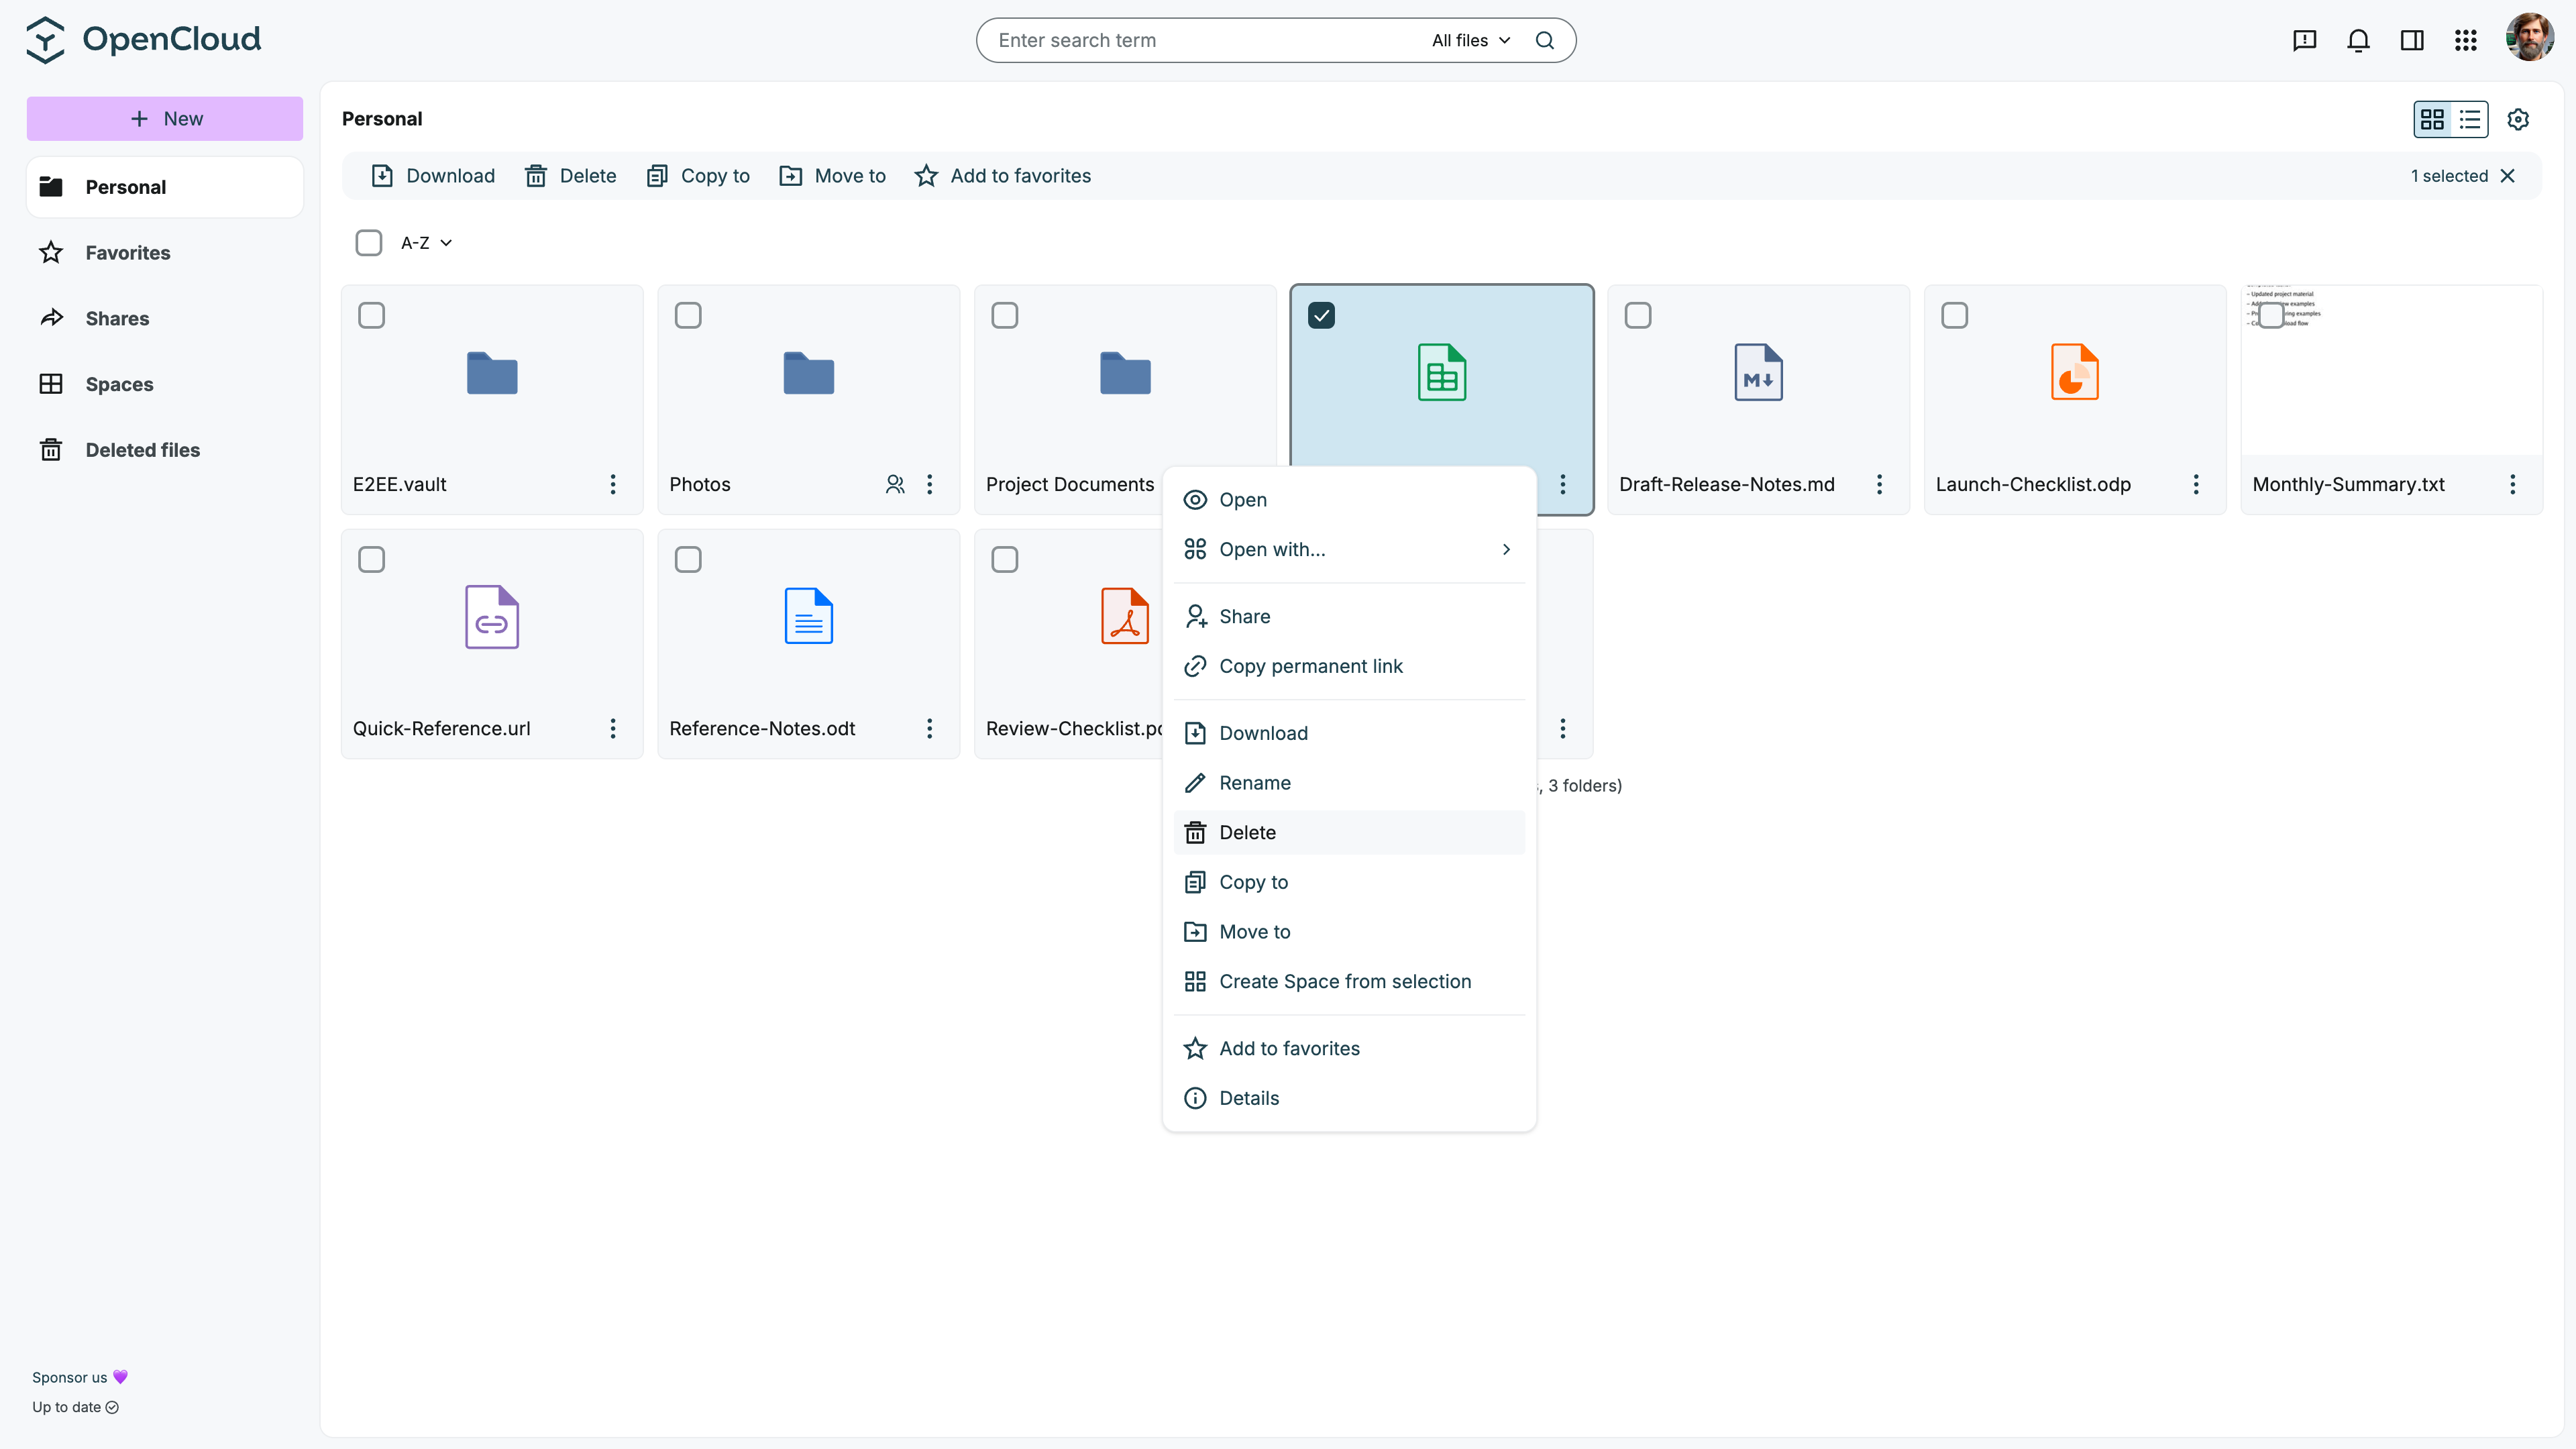 OpenCloud
Enter search term
All files
New
Personal
Favorites
Shares
Spaces
Deleted files
Sponsor us 💜
Up to date
Personal
Download
Delete
Copy to
Move to
Add to favorites
1 selected
A-Z
E2EE.vault
Photos
Project Documents
Draft-Release-Notes.md
M
Launch-Checklist.odp
– Updated project material
Monthly-Summary.txt
Quick-Reference.url
Reference-Notes.odt
Review-Checklist.
, 3 folders)
Open
Open with...
Share
Copy permanent link
Download
Rename
Delete
Copy to
Move to
Create Space from selection
Add to favorites
Details